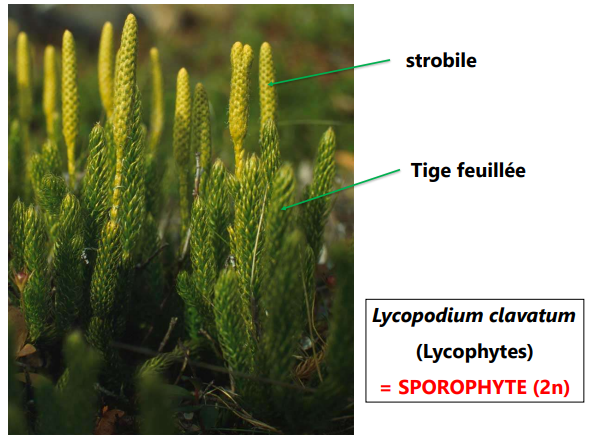 strobile
Tige feuillée
Lycopodium clavatum
(Lycophytes)
= SPOROPHYTE (2n)